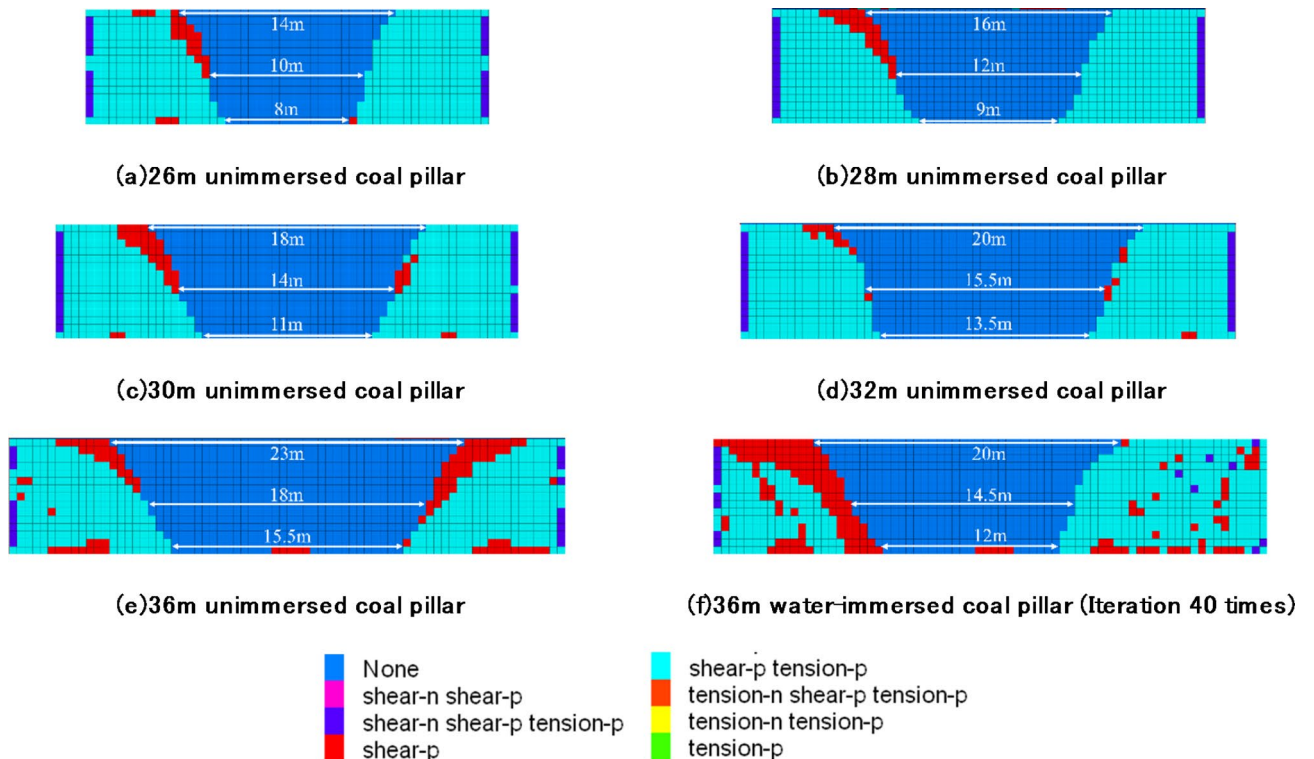 14m
10m
8m
(a)26m unimmersed coal pillar
16m
12m
9m
(b)28m unimmersed coal pillar
18m
14m
11m
(c)30m unimmersed coal pillar
20m
15.5m
13.5m
(d)32m unimmersed coal pillar
23m
18m
15.5m
(e)36m unimmersed coal pillar
20m
14.5m
12m
(f)36m water-immersed coal pillar (Iteration 40 times)
None
shear-n shear-p
shear-n shear-p tension-p
shear-p
shear-p tension-p
tension-n shear-p tension-p
tension-n tension-p
tension-p